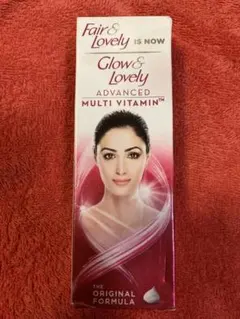 Fair & Lovely IS NOW
Glow & Lovely
ADVANCED
MULTI VITAMIN™
THE
ORIGINAL
FORMULA